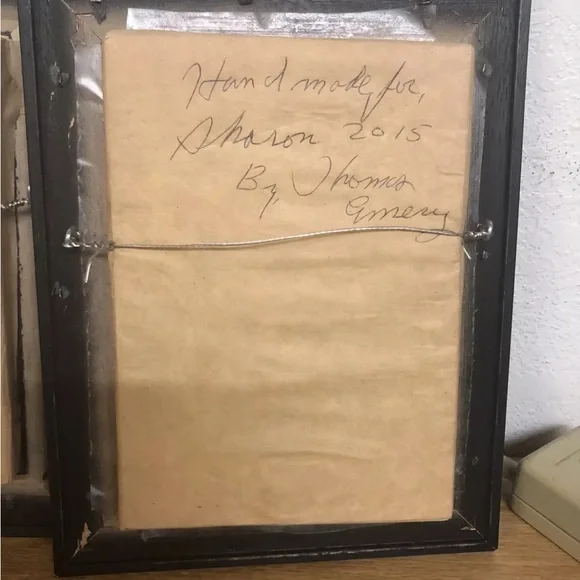 Hand made, for,
Sharon 2015
By, Thomas
Emery